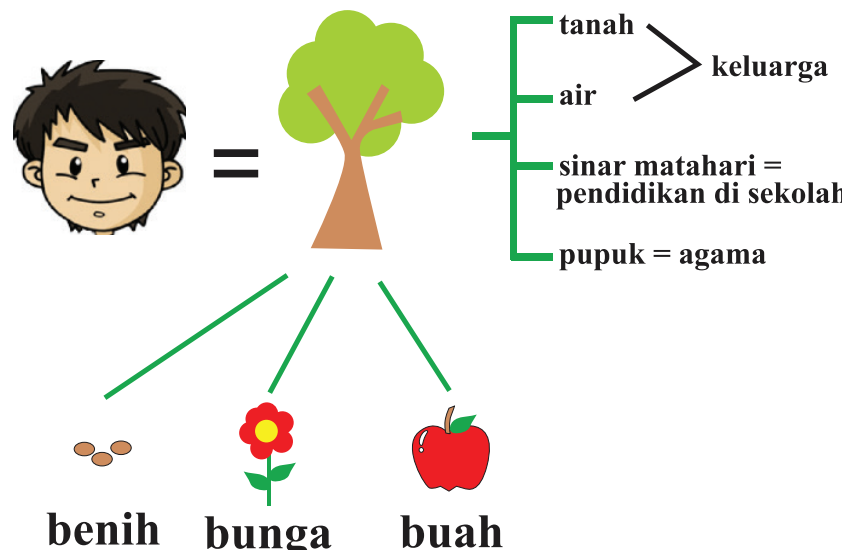 =
tanah
air
keluarga
sinar matahari =
pendidikan di sekolah
pupuk = agama
benih
bunga
buah